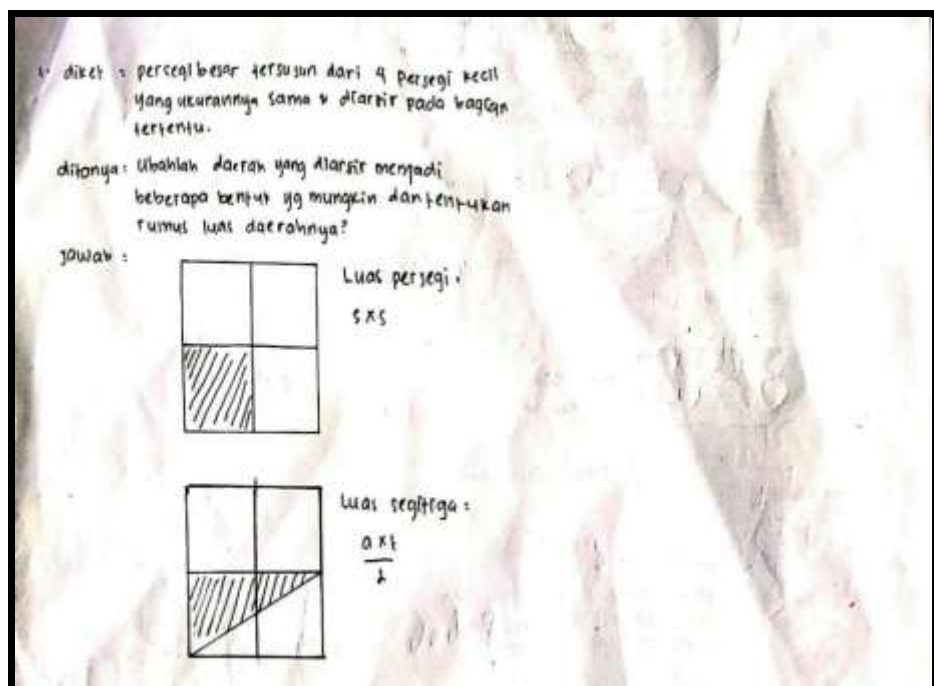 1. diket : persegi besar tersusun dari 4 persegi kecil
yang ukurannya sama & diarsir pada bagian
tertentu.
ditanya : Ubahlah daerah yang diarsir menjadi
beberapa bentuk yg mungkin dan tentukan
rumus luas daerahnya?
jawab :
Luas persegi :
s x s
Luas segitiga :
a x t
2